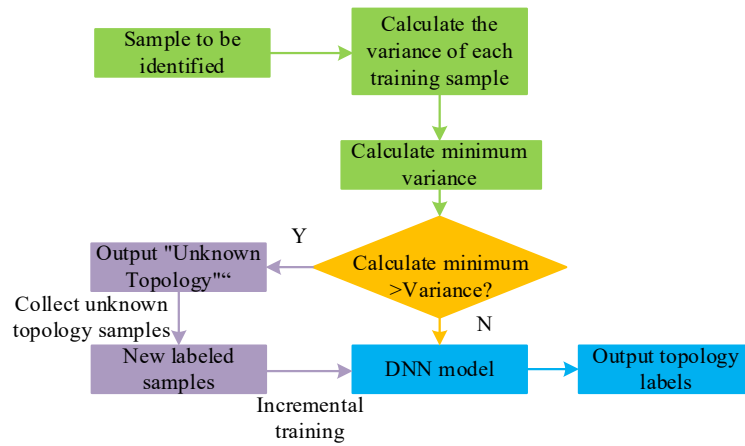 Sample to be
identified
Calculate the
variance of each
training sample
Calculate minimum
variance
Y
Output "Unknown
Topology"“
Calculate minimum
>Variance?
Collect unknown
topology samples
N
New labeled
samples
DNN model
Output topology
labels
Incremental
training